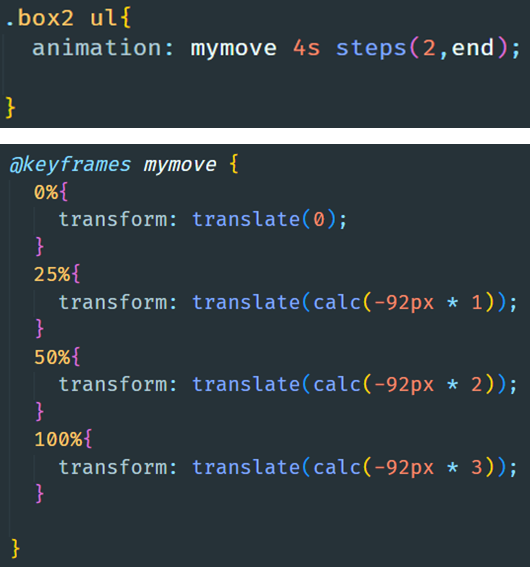 .box2 ul{
animation: mymove 4s steps(2,end);
}
@keyframes mymove {
0%{
transform: translate(0);
}
25%{
transform: translate(calc(-92px * 1));
}
50%{
transform: translate(calc(-92px * 2));
}
100%{
transform: translate(calc(-92px * 3));
}
}